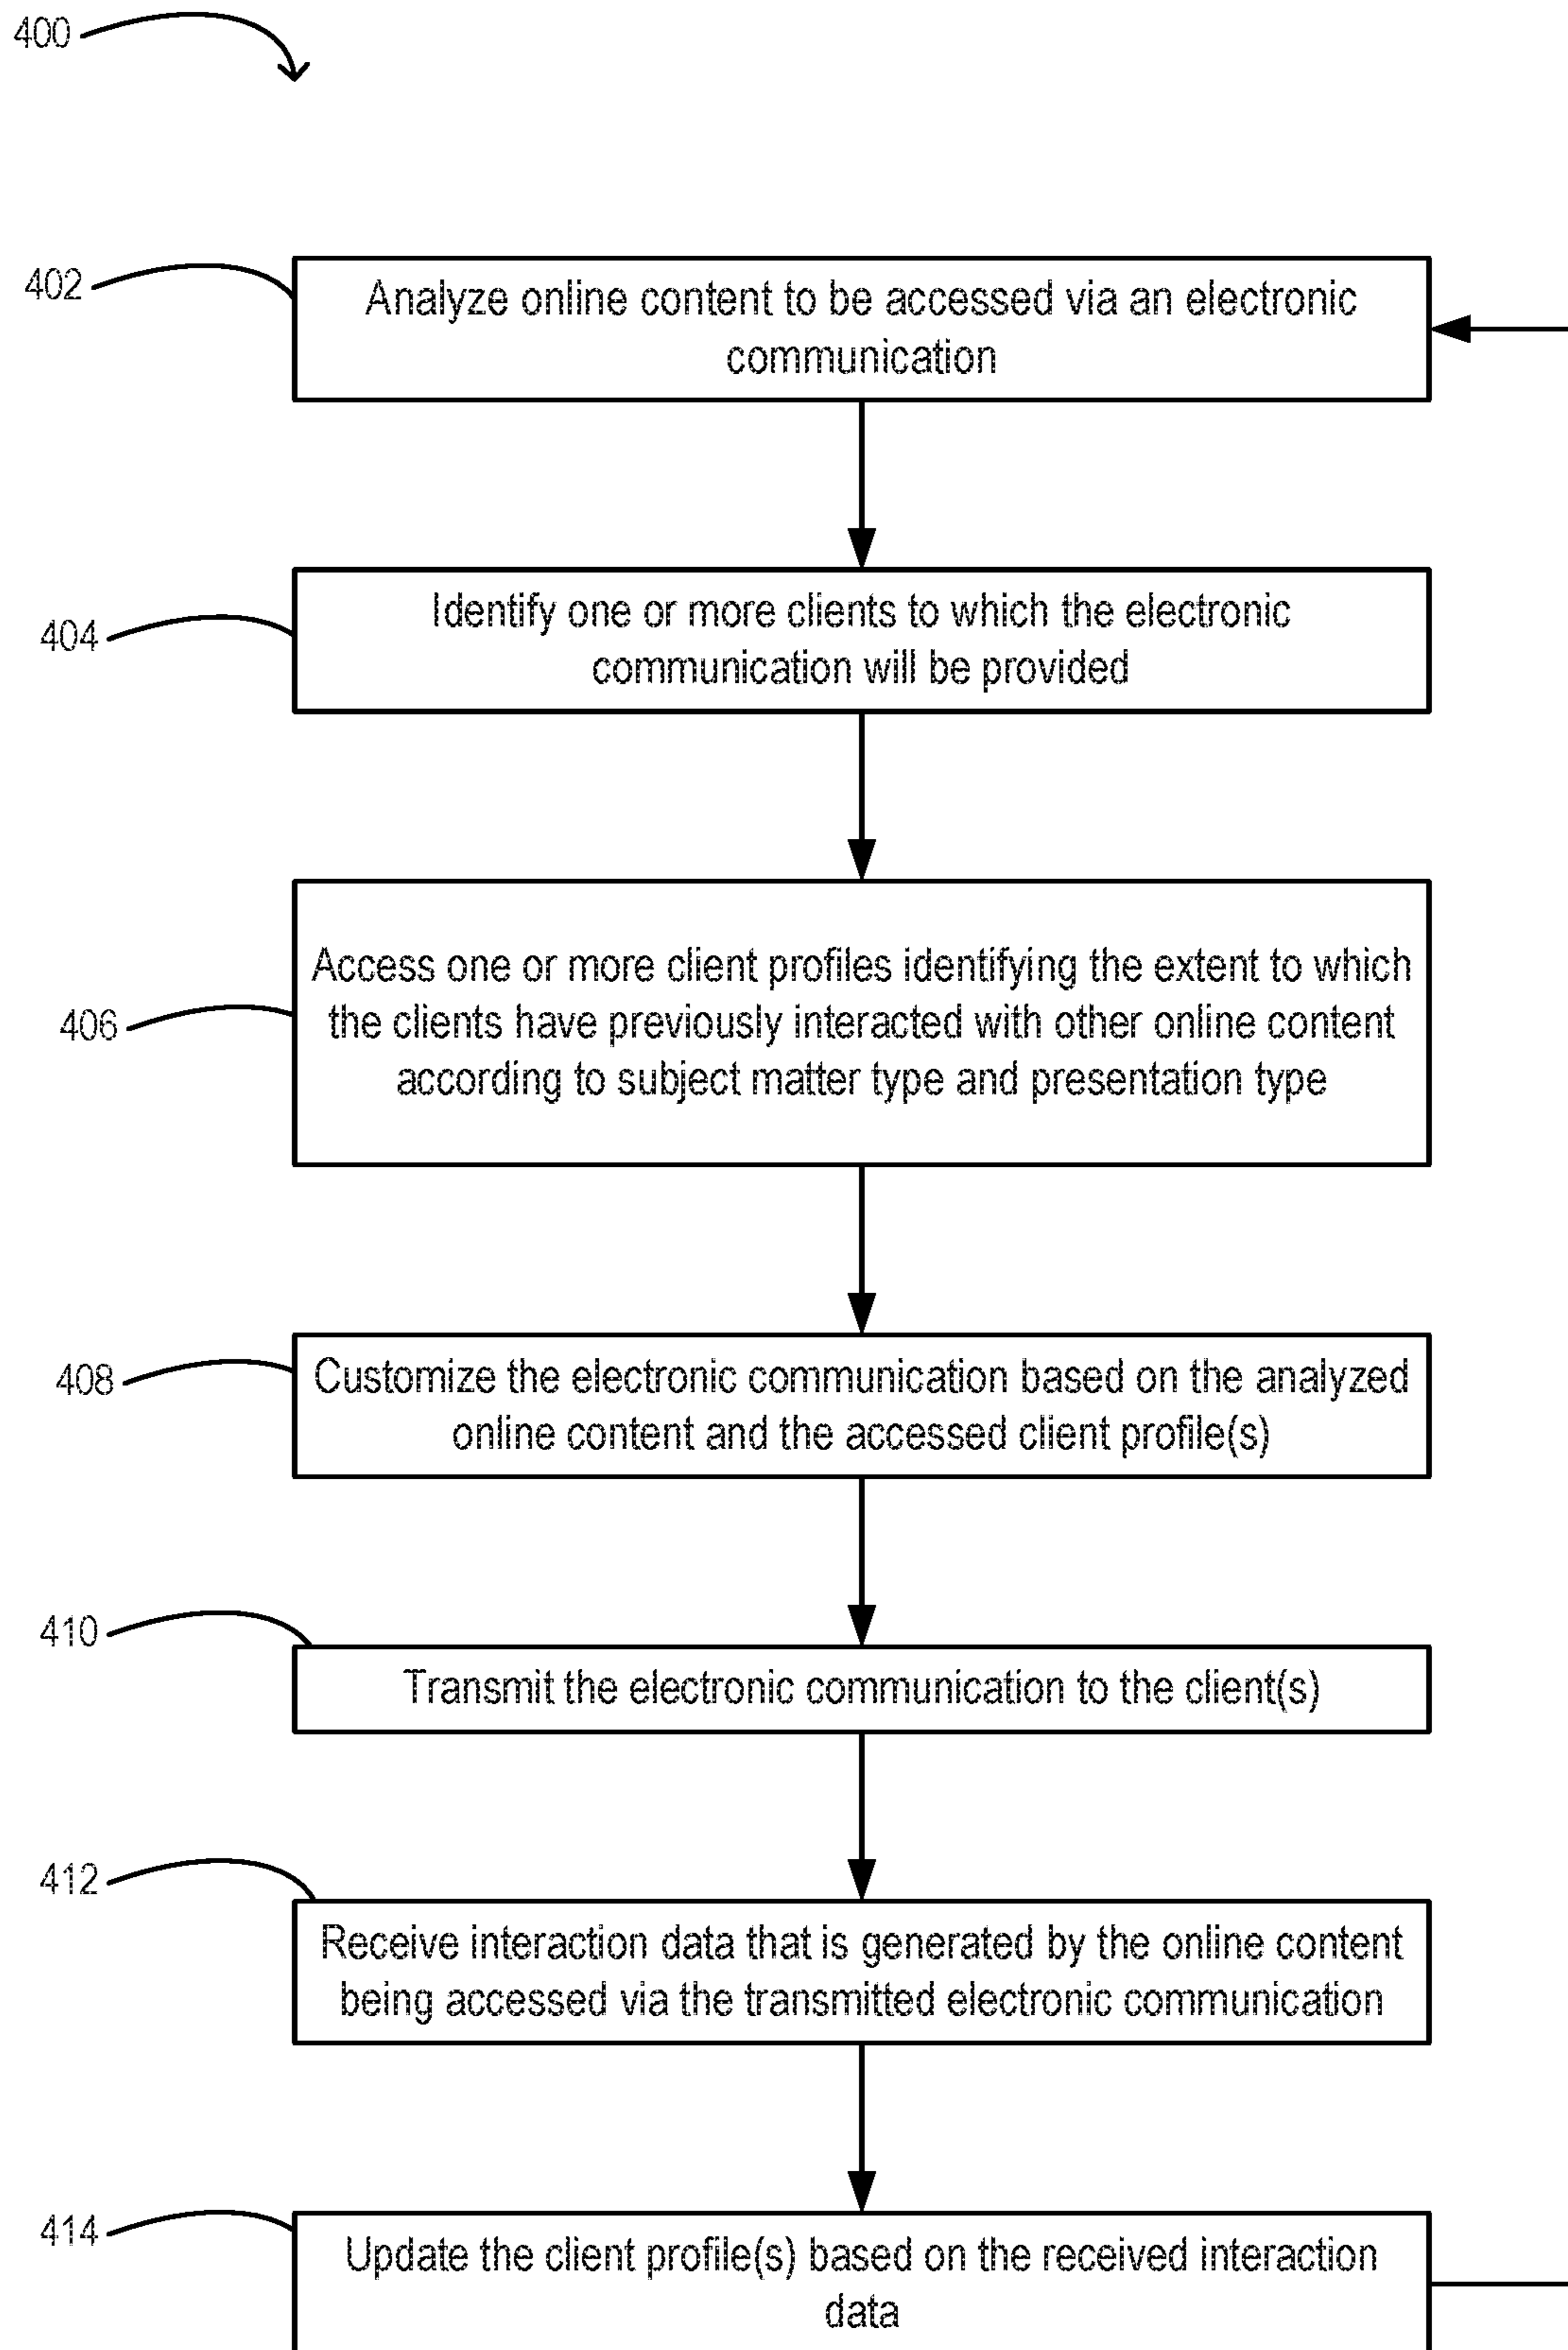 400
402
Analyze online content to be accessed via an electronic
communication
404
Identify one or more clients to which the electronic
communication will be provided
406
Access one or more client profiles identifying the extent to which
the clients have previously interacted with other online content
according to subject matter type and presentation type
408
Customize the electronic communication based on the analyzed
online content and the accessed client profile(s)
410
Transmit the electronic communication to the client(s)
412
Receive interaction data that is generated by the online content
being accessed via the transmitted electronic communication
414
Update the client profile(s) based on the received interaction
data